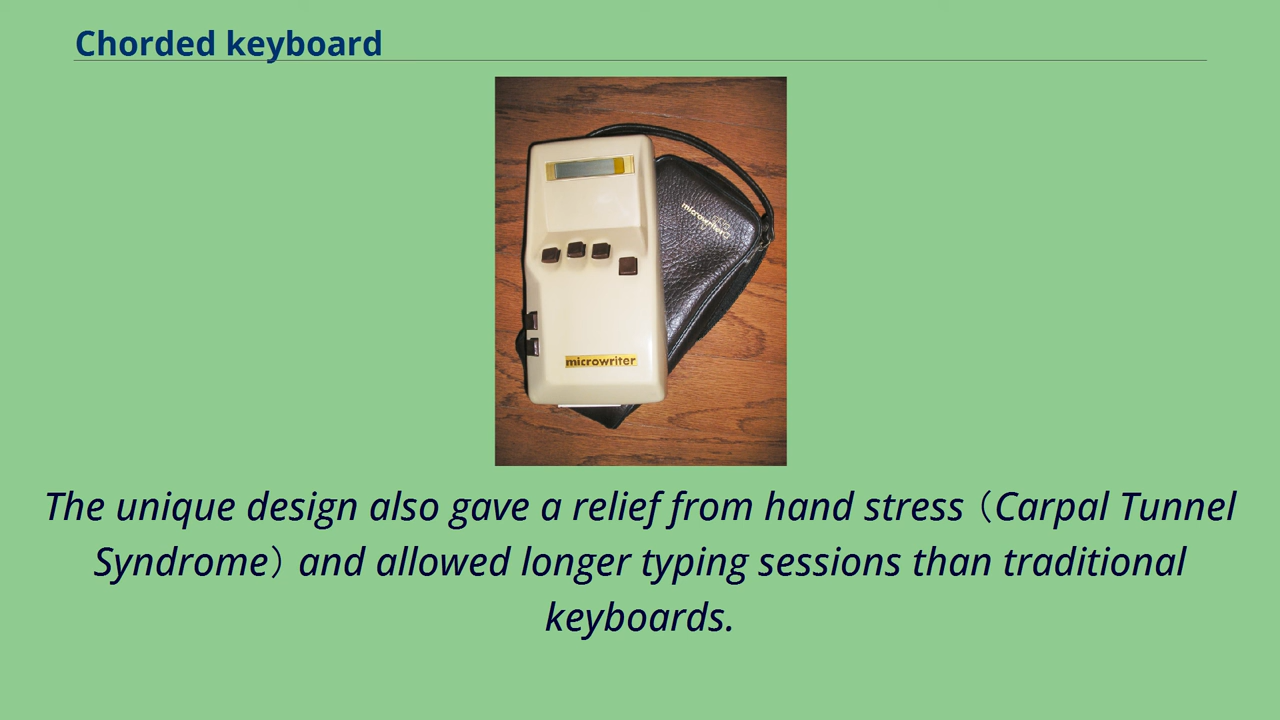 Chorded keyboard
microwriter
microwriter
The unique design also gave a relief from hand stress（Carpal Tunnel
Syndrome）and allowed longer typing sessions than traditional
keyboards.